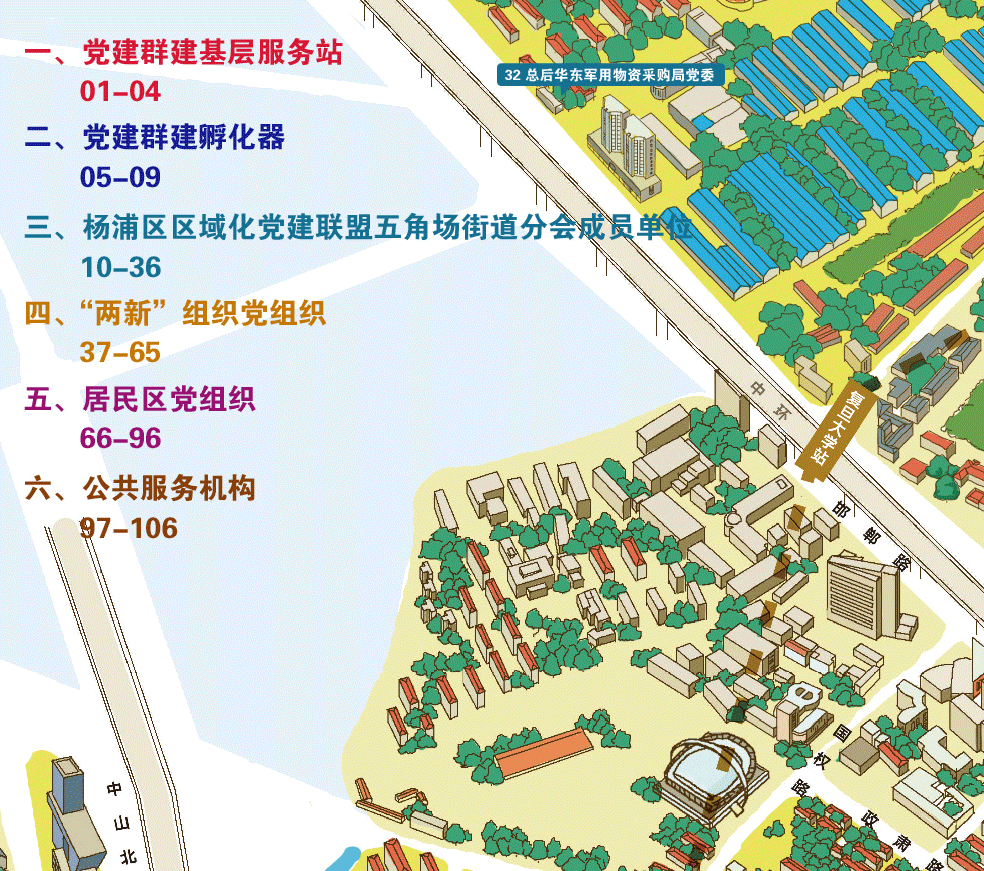 一、党建群建基层服务站
01-04
二、党建群建孵化器
05-09
三、杨浦区区域化党建联盟五角场街道分会成员单位
10-36
四、“两新”组织党组织
37-65
五、居民区党组织
66-96
六、公共服务机构
97-106
32 总后华东军用物资采购局党委
中环
复旦大学站
邯郸路
国权路
政肃路
中山北